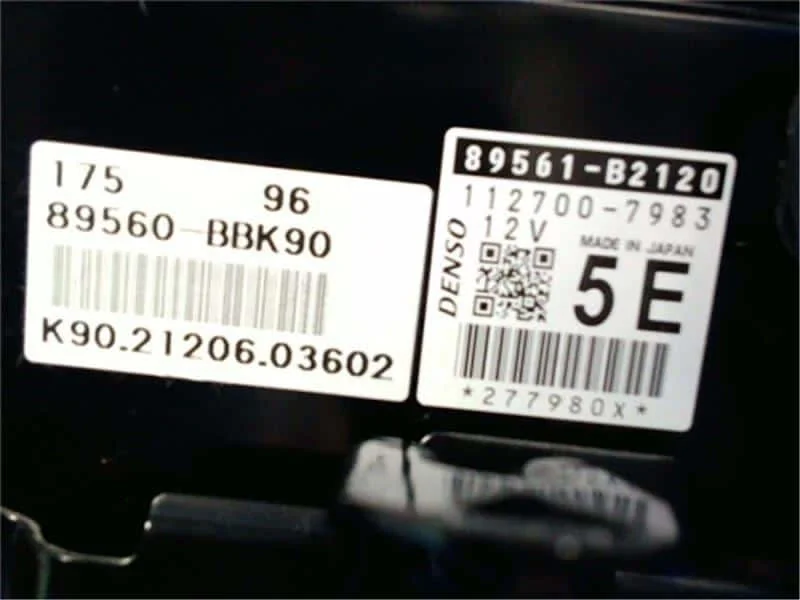 175 96
89560-BBK90
K90.21206.03602
89561-B2120
112700-7983
12V
MADE IN JAPAN
DENSO
5E
*277980X*